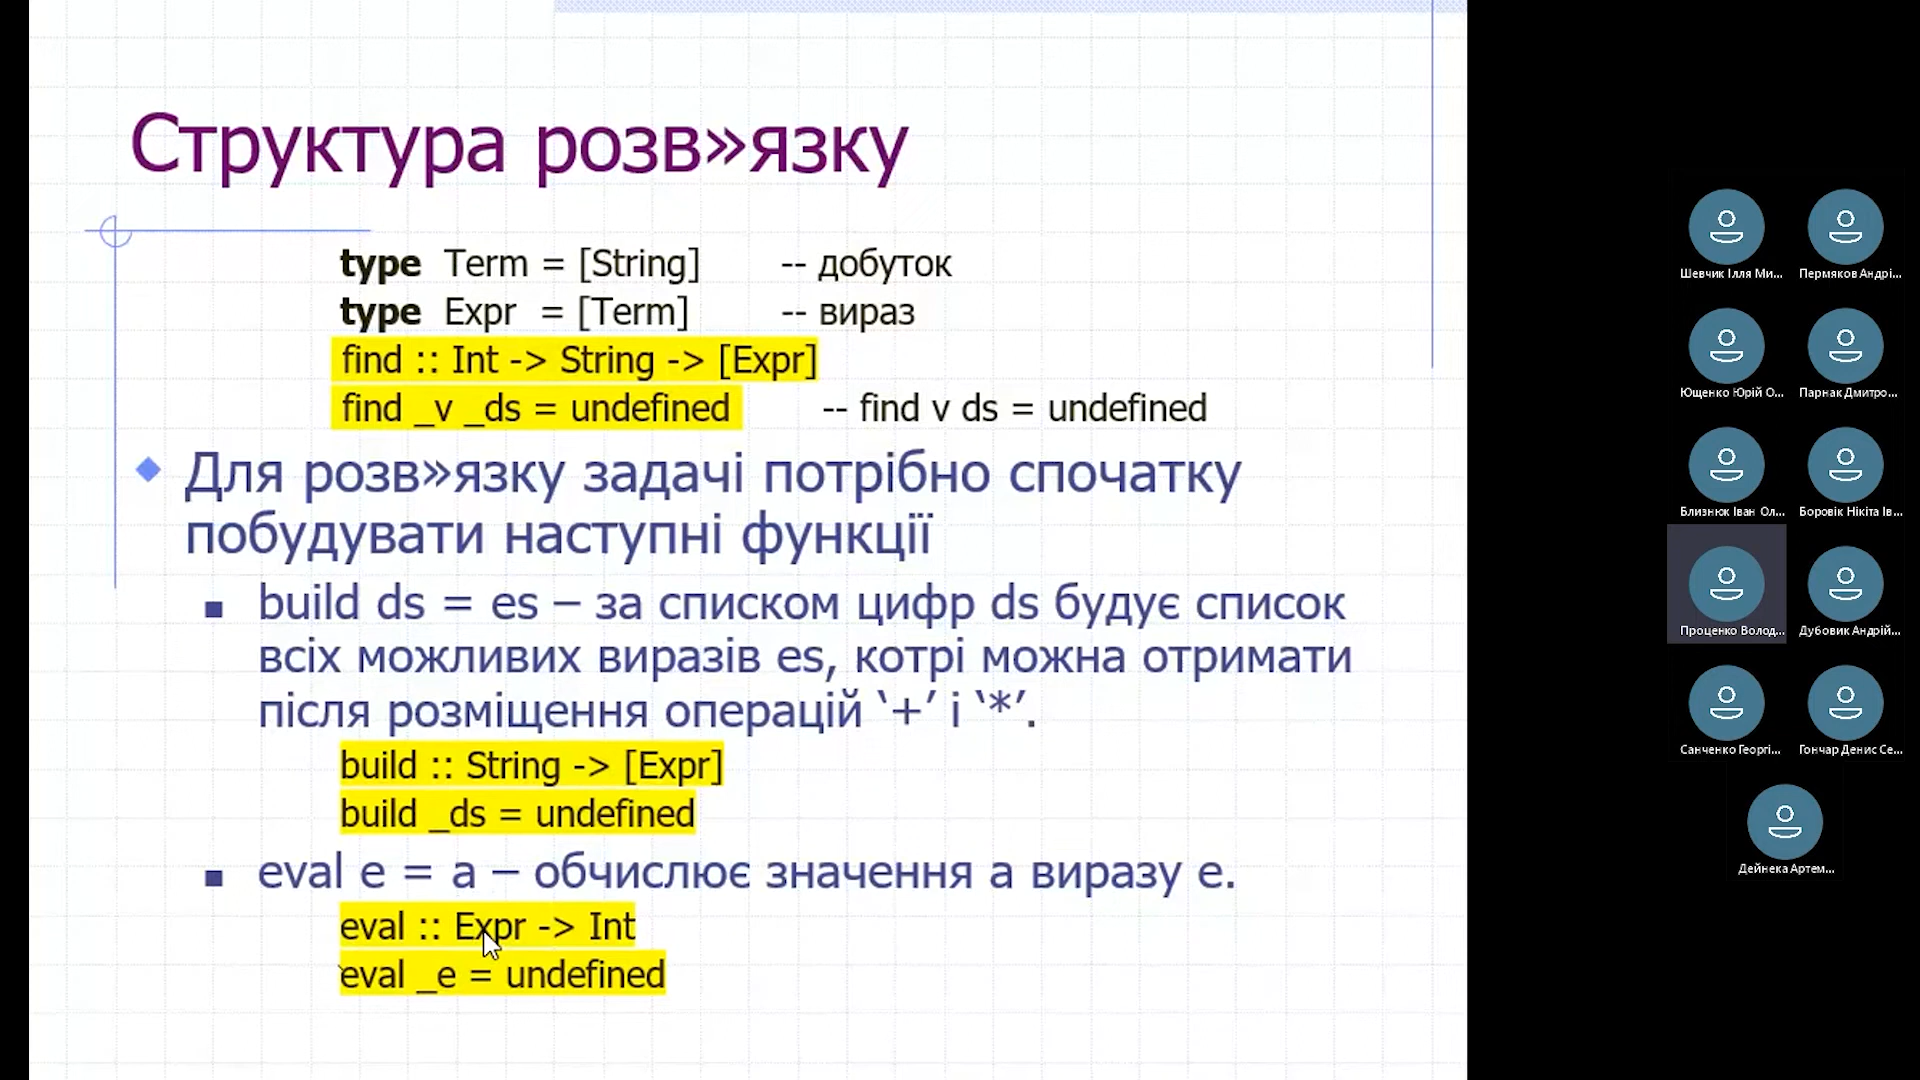 Структура розв»язку
type Term = [String] -- добуток
type Expr = [Term] -- вираз
find :: Int -> String -> [Expr]
find _v _ds = undefined -- find v ds = undefined
Для розв»язку задачі потрібно спочатку
побудувати наступні функції
build ds = es – за списком цифр ds будує список
всіх можливих виразів es, котрі можна отримати
після розміщення операцій ‘+’ і ‘*’.
build :: String -> [Expr]
build _ds = undefined
eval e = a – обчислює значення a виразу e.
eval :: Expr -> Int
eval _e = undefined
Шевчик Ілля Ми...
Пермяков Андрі...
Ющенко Юрій О...
Парнак Дмитро...
Близнюк Іван Ол...
Боровік Нікіта Ів...
Проценко Волод...
Дубовик Андрій...
Санченко Георгі...
Гончар Денис Се...
Дейнека Артем...